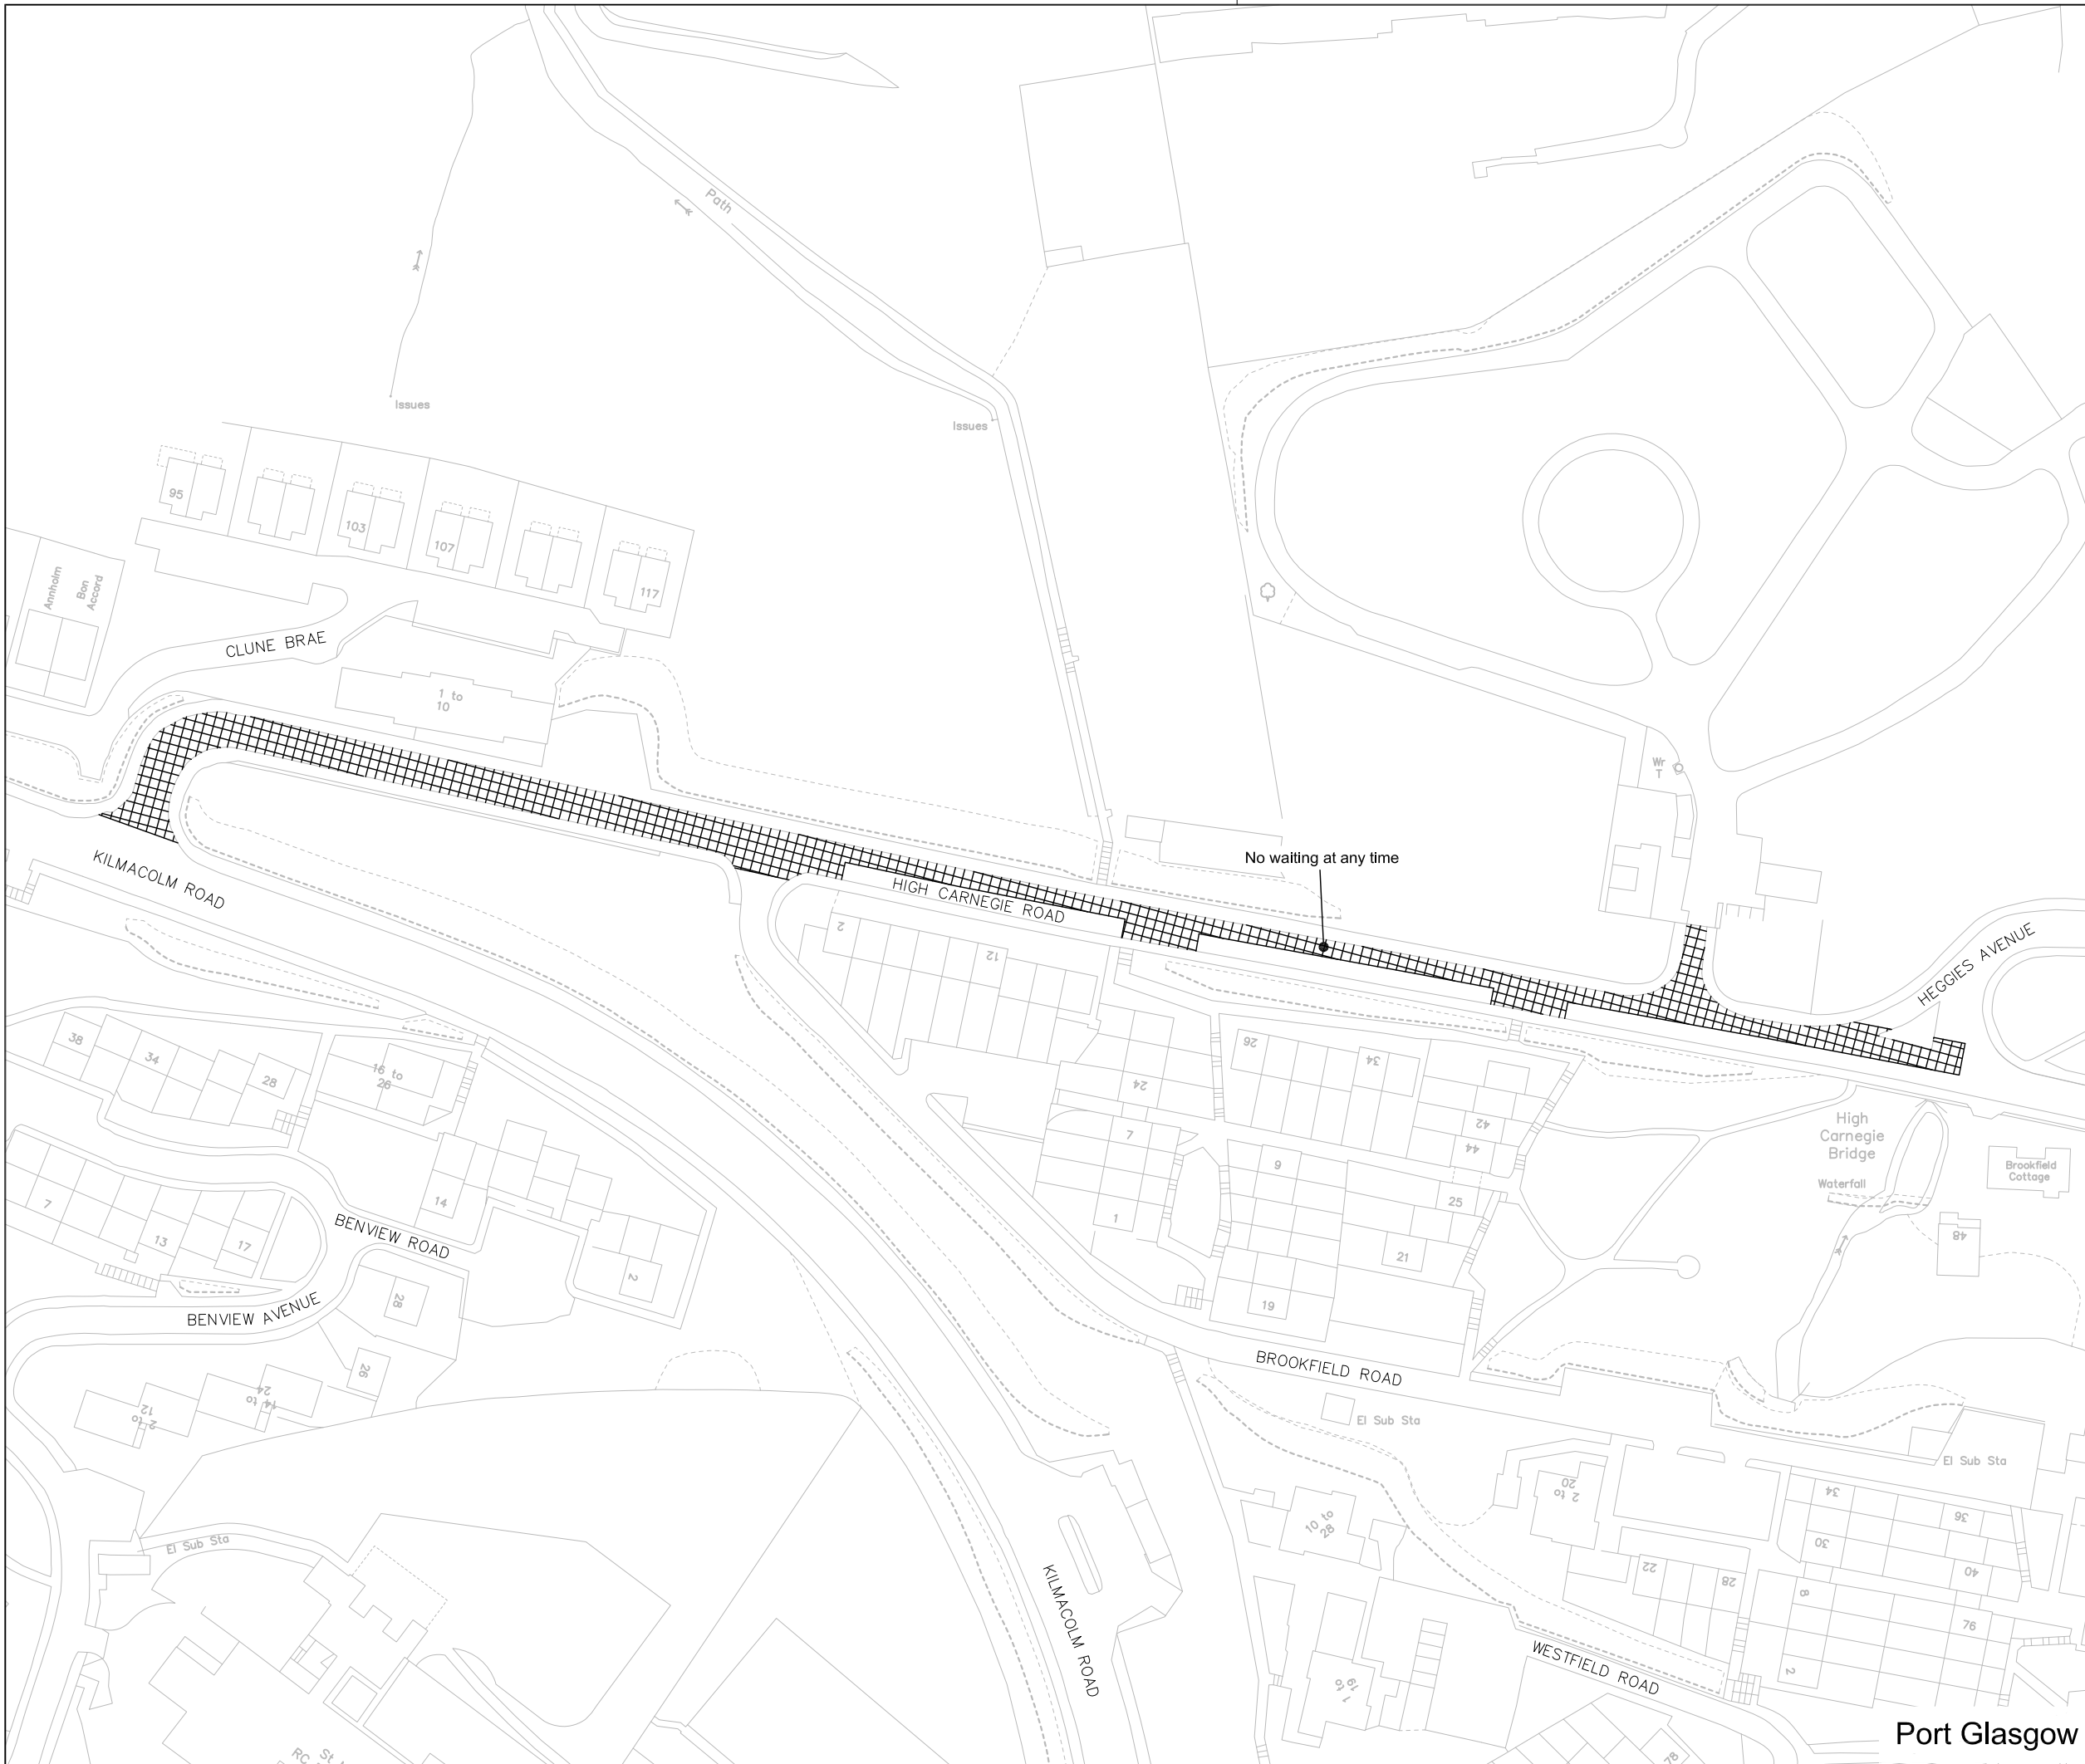 Path
Issues
Issues
95
103
107
117
Annholm
Bon
Accord
CLUNE BRAE
1 to
10
Wr
T
No waiting at any time
KILMACOLM ROAD
HIGH CARNEGIE ROAD
HEGGIES AVENUE
2
12
38
34
28
16 to
26
26
34
24
42
44
7
9
25
1
21
19
High
Carnegie
Bridge
Brookfield
Cottage
Waterfall
48
7
13
17
14
2
BENVIEW ROAD
28
BENVIEW AVENUE
26
14 to
24
2 to
12
BROOKFIELD ROAD
El Sub Sta
El Sub Sta
2 to
20
34
36
30
40
22
28
8
76
2
10 to
28
El Sub Sta
KILMACOLM ROAD
1 to
19
WESTFIELD ROAD
78
St
RC
Port Glasgow